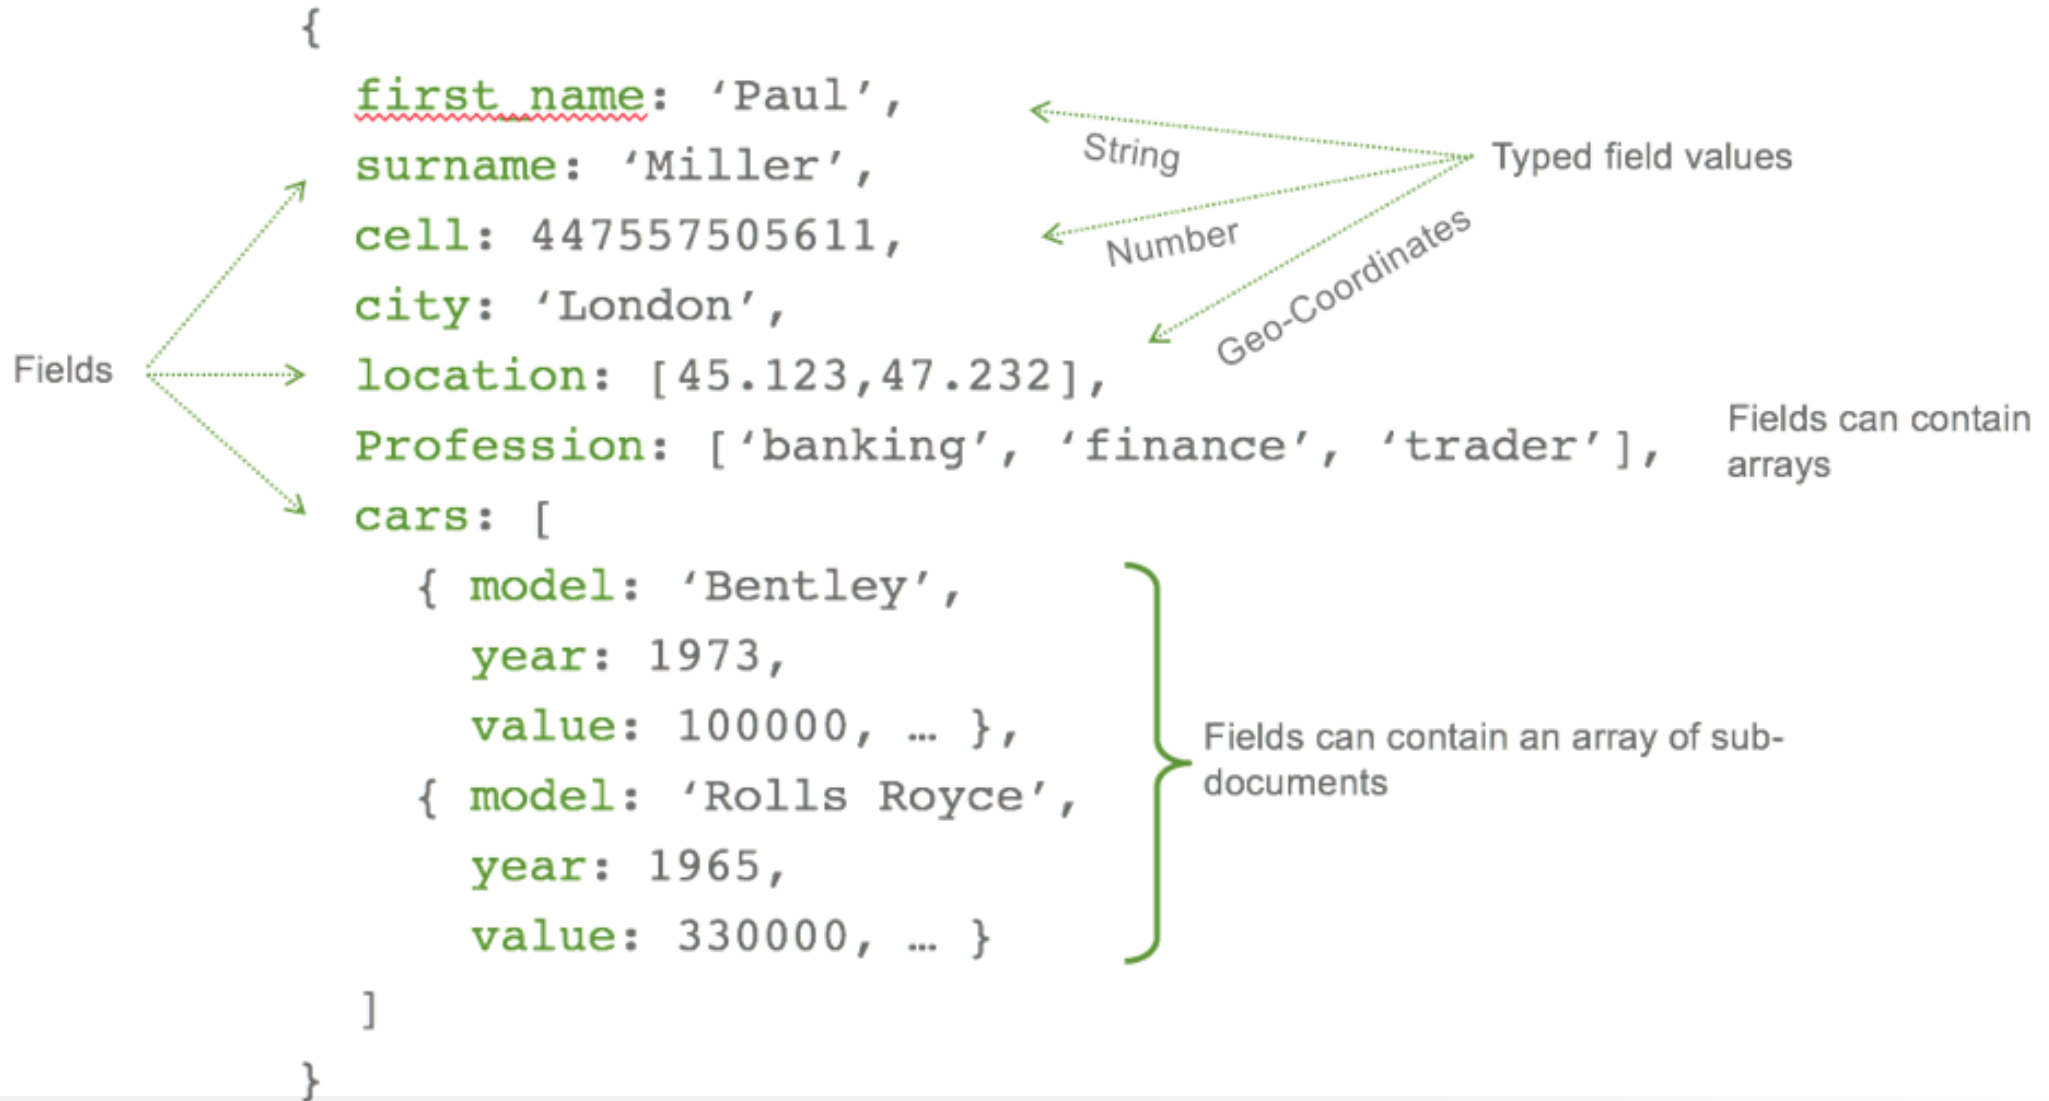 {
first_name: ‘Paul’,
surname: ‘Miller’,
cell: 447557505611,
city: ‘London’,
location: [45.123,47.232],
Profession: [‘banking’, ‘finance’, ‘trader’],
cars: [
{ model: ‘Bentley’,
year: 1973,
value: 100000, … },
{ model: ‘Rolls Royce’,
year: 1965,
value: 330000, … }
]
}
Fields
String
Number
Geo-Coordinates
Typed field values
Fields can contain
arrays
Fields can contain an array of sub-
documents